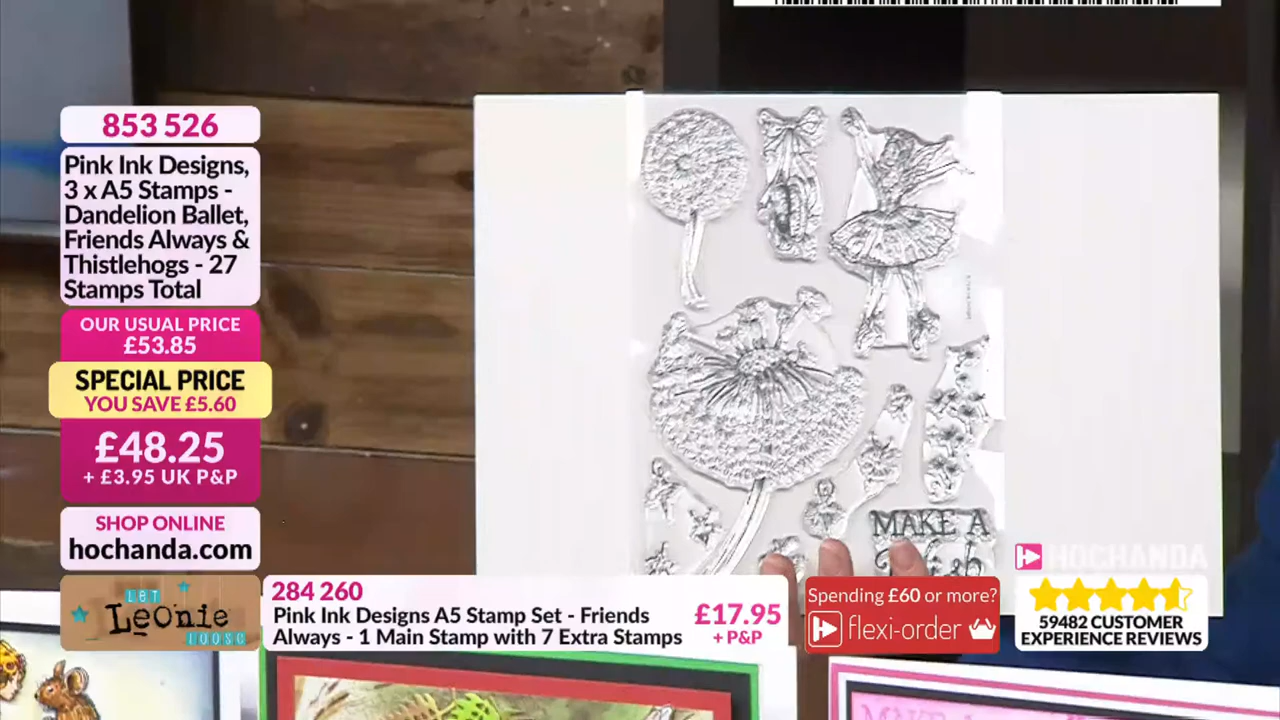 853 526
Pink Ink Designs,
3 x A5 Stamps -
Dandelion Ballet,
Friends Always &
Thistlehogs - 27
Stamps Total
OUR USUAL PRICE
£53.85
SPECIAL PRICE
YOU SAVE £5.60
£48.25
+ £3.95 UK P&P
SHOP ONLINE
hochanda.com
MAKE A
HOCHANDA
LET
Leonie
LOOSE
284 260
Pink Ink Designs A5 Stamp Set - Friends
Always - 1 Main Stamp with 7 Extra Stamps
£17.95
+ P&P
Spending £60 or more?
flexi-order
59482 CUSTOMER
EXPERIENCE REVIEWS